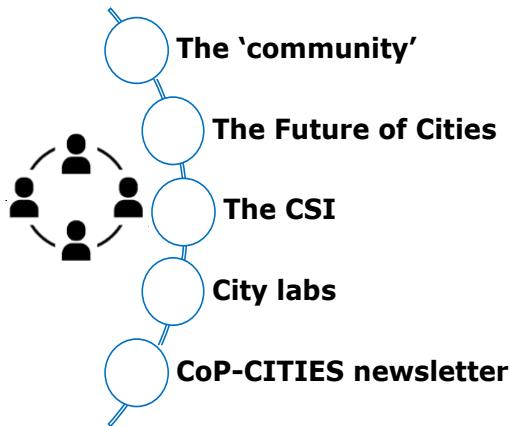 The ‘community’
The Future of Cities
The CSI
City labs
CoP-CITIES newsletter